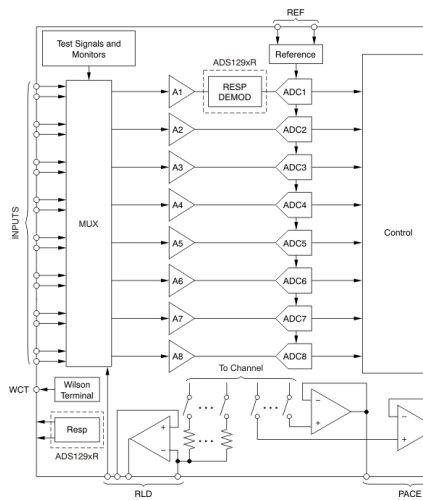 REF
Test Signals and
Monitors
ADS129xR
Reference
RESP
DEMOD
A1
ADC1
A2
ADC2
A3
ADC3
A4
ADC4
INPUTS
MUX
Control
A5
ADC5
A6
ADC6
A7
ADC7
A8
ADC8
To Channel
WCT
Wilson
Terminal
Resp
ADS129xR
+
−
−
+
−
+
RLD
PACE